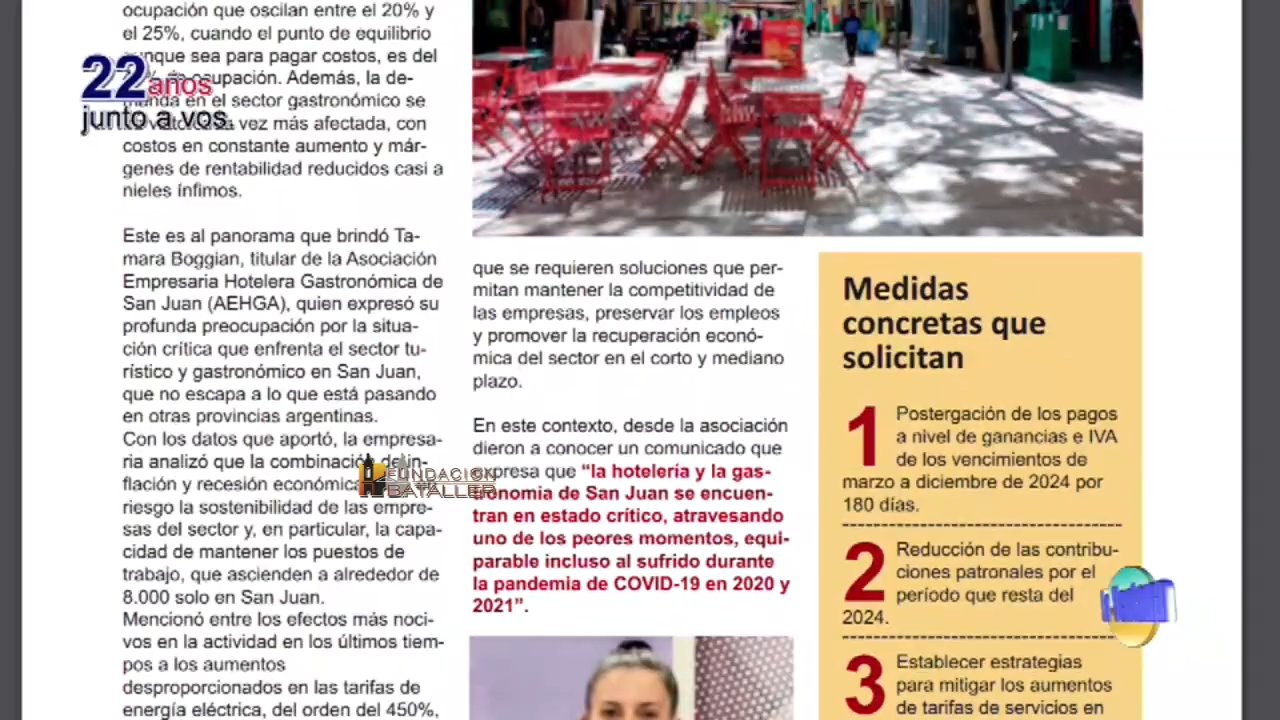 ocupación que oscilan entre el 20% y
el 25%, cuando el punto de equilibrio
aunque sea para pagar costos, es del
ocupación. Además, la de-
manda en el sector gastronómico se
vez más afectada, con
costos en constante aumento y már-
genes de rentabilidad reducidos casi a
nieles ínfimos.
Este es al panorama que brindó Ta-
mara Boggian, titular de la Asociación
Empresaria Hotelera Gastronómica de
San Juan (AEHGA), quien expresó su
profunda preocupación por la situa-
ción crítica que enfrenta el sector tu-
rístico y gastronómico en San Juan,
que no escapa a lo que está pasando
en otras provincias argentinas.
Con los datos que aportó, la empresa-
ria analizó que la combinación de in-
flación y recesión económica
riesgo la sostenibilidad de las empre-
sas del sector y, en particular, la capa-
cidad de mantener los puestos de
trabajo, que ascienden a alrededor de
8.000 solo en San Juan.
Mencionó entre los efectos más noci-
vos en la actividad en los últimos tiem-
pos a los aumentos
desproporcionados en las tarifas de
energía eléctrica, del orden del 450%,
22 años
junto a vos.
que se requieren soluciones que per-
mitan mantener la competitividad de
las empresas, preservar los empleos
y promover la recuperación econó-
mica del sector en el corto y mediano
plazo.
En este contexto, desde la asociación
dieron a conocer un comunicado que
expresa que “la hotelería y la gas-
tronomía de San Juan se encuen-
tran en estado crítico, atravesando
uno de los peores momentos, equi-
parable incluso al sufrido durante
la pandemia de COVID-19 en 2020 y
2021”.
FUNDACION
BATALLER
Medidas
concretas que
solicitan
1 Postergación de los pagos
a nivel de ganancias e IVA
de los vencimientos de
marzo a diciembre de 2024 por
180 días.
2 Reducción de las contribu-
ciones patronales por el
período que resta del
2024.
3 Establecer estrategias
para mitigar los aumentos
de tarifas de servicios en